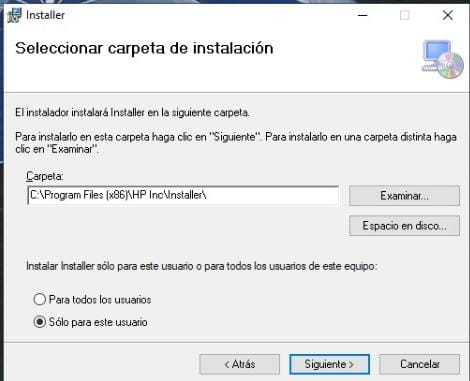 Installer
Seleccionar carpeta de instalación
El instalador instalará Installer en la siguiente carpeta.
Para instalarlo en esta carpeta haga clic en "Siguiente". Para instalarlo en una carpeta distinta haga
clic en "Examinar".
Carpeta:
C:\Program Files (x86)\HP Inc\Installer\
Examinar...
Espacio en disco...
Instalar Installer sólo para este usuario o para todos los usuarios de este equipo:
Para todos los usuarios
Sólo para este usuario
< Atrás
Siguiente >
Cancelar